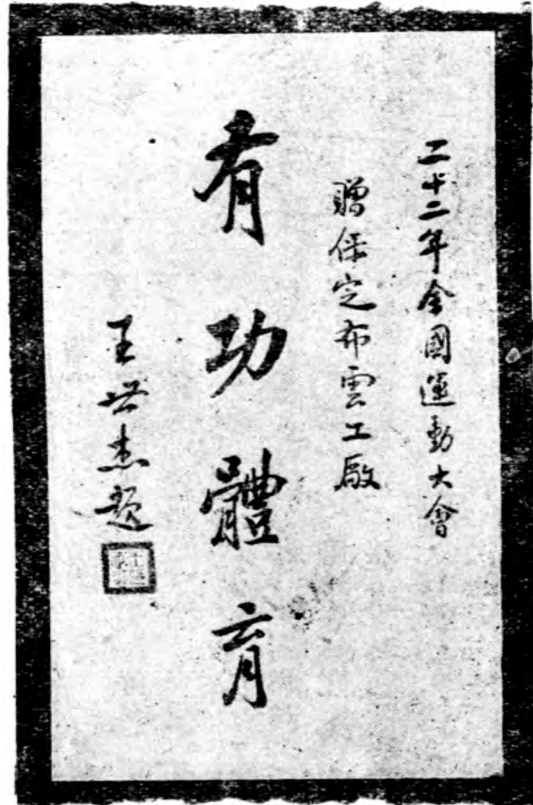 二十二年全國運動大會
贈保定布雲工廠
有功體育
王世杰題